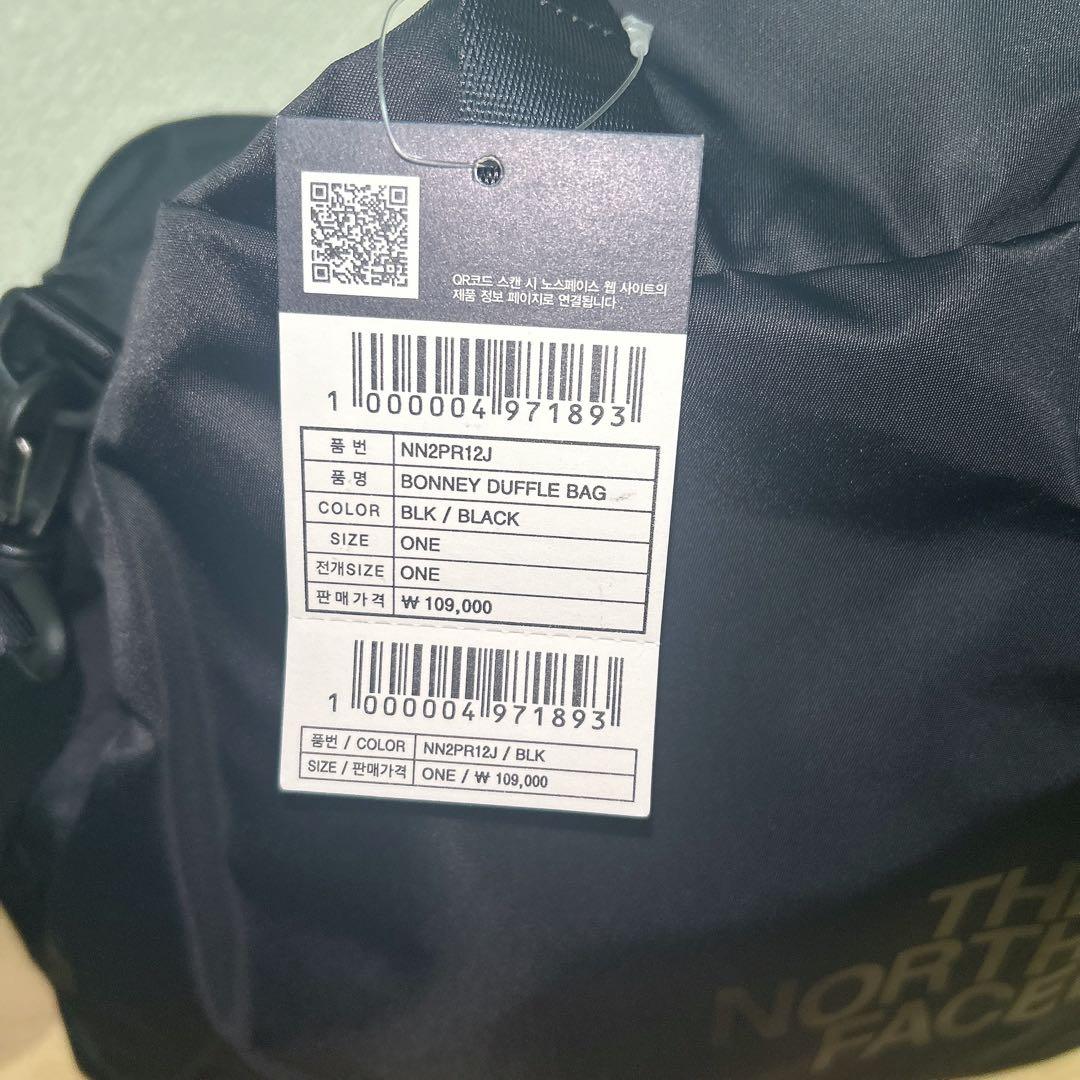 QR코드 스캔 시 노스페이스 웹 사이트의
제품 정보 페이지로 연결됩니다
1 000004 971893
품 번 NN2PR12J
품 명 BONNEY DUFFLE BAG
COLOR BLK / BLACK
SIZE ONE
전개SIZE ONE
판매가격 ₩ 109,000
1 000004 971893
품번 / COLOR NN2PR12J / BLK
SIZE / 판매가격 ONE / ₩ 109,000
THE
NORTH
FACE